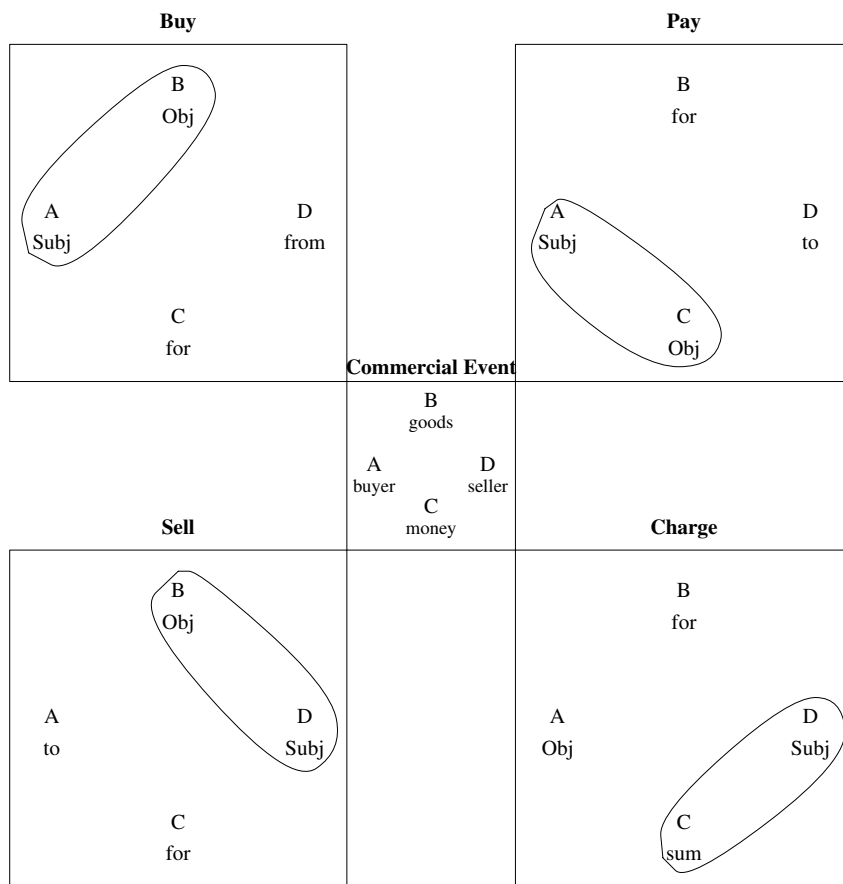 Buy
B
Obj
A
Subj
D
from
C
for
Pay
B
for
A
Subj
D
to
C
Obj
Commercial Event
B
goods
A
buyer
D
seller
C
money
Sell
B
Obj
A
to
D
Subj
C
for
Charge
B
for
A
Obj
D
Subj
C
sum